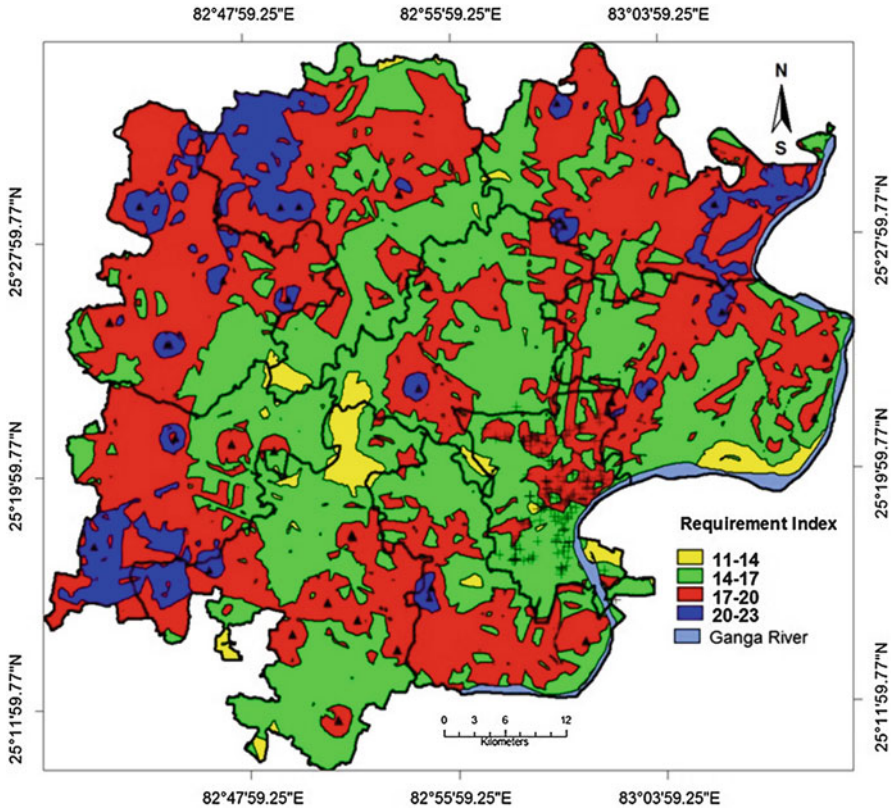 82°47'59.25"E 82°55'59.25"E 83°03'59.25"E
N
S
25°27'59.77"N 25°27'59.77"N
25°19'59.77"N 25°19'59.77"N
Requirement Index
11-14
14-17
17-20
20-23
Ganga River
25°11'59.77"N 25°11'59.77"N
0 3 6 12
Kilometers
82°47'59.25"E 82°55'59.25"E 83°03'59.25"E